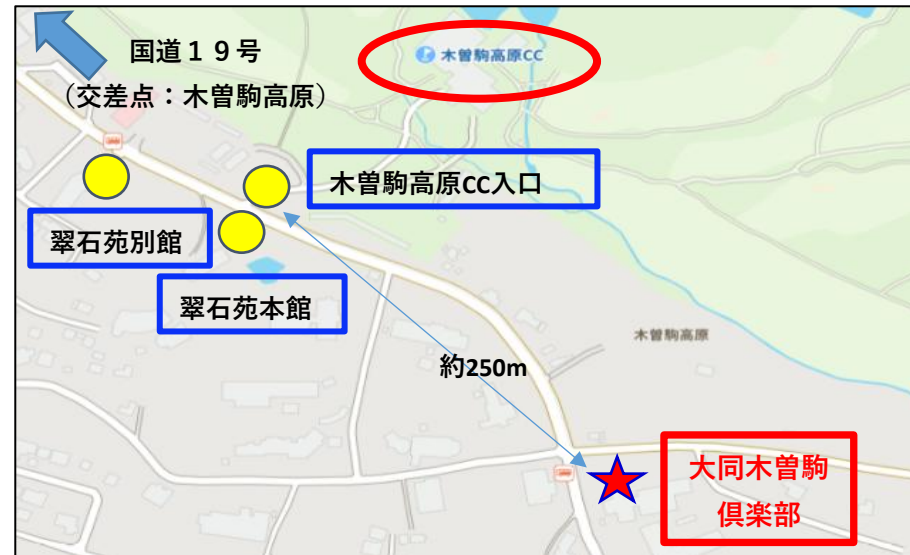 国道１９号
（交差点：木曽駒高原）
木曽駒高原CC
木曽駒高原CC入口
翠石苑別館
翠石苑本館
木曽駒高原
約250m
大同木曽駒
倶楽部